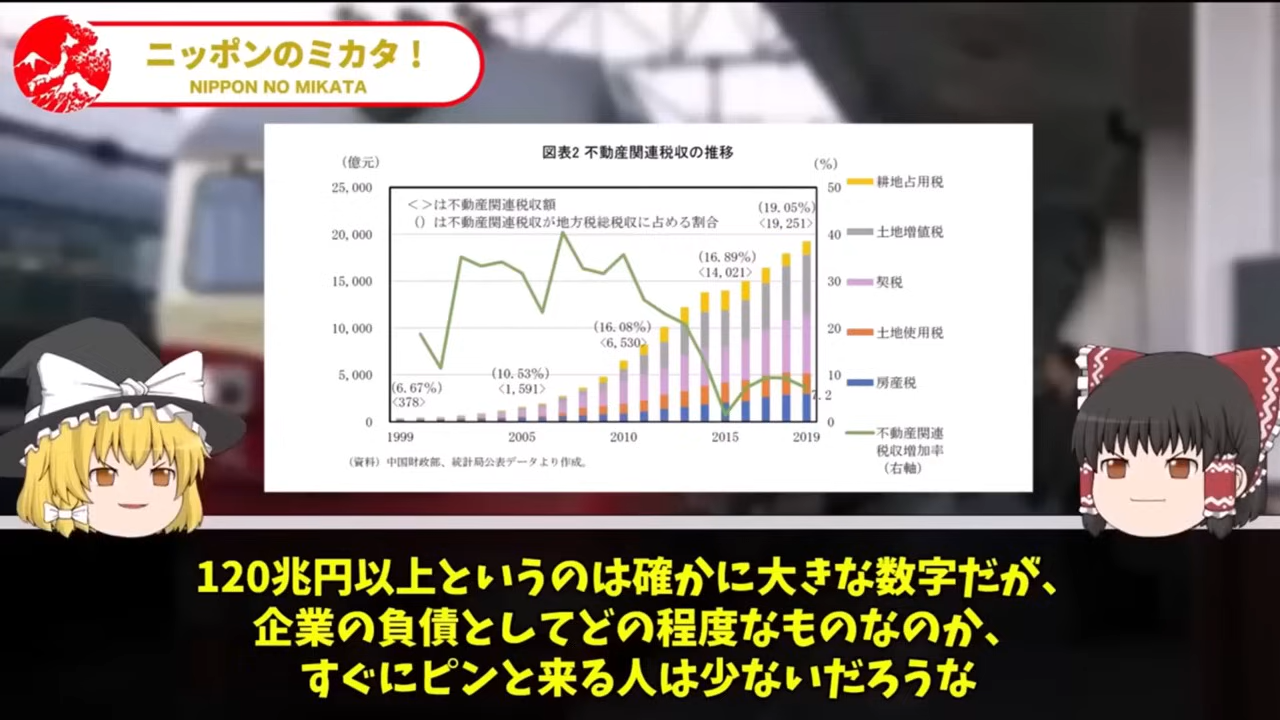 ニッポンのミカタ！
NIPPON NO MIKATA
図表2 不動産関連税収の推移
（億元）
（%）
25,000
20,000
15,000
10,000
5,000
0
50
40
30
20
10
0
＜＞は不動産関連税収額
（）は不動産関連税収が地方税総税収に占める割合
(6.67%)
<378>
(10.53%)
<1,591>
(16.08%)
<6,530>
(16.89%)
<14,021>
(19.05%)
<19,251>
7.2
1999
2005
2010
2015
2019
耕地占用税
土地増値税
契税
土地使用税
房産税
不動産関連
税収増加率
（右軸）
（資料）中国財政部、統計局公表データより作成。
120兆円以上というのは確かに大きな数字だが、
企業の負債としてどの程度なものなのか、
すぐにピンと来る人は少ないだろうな